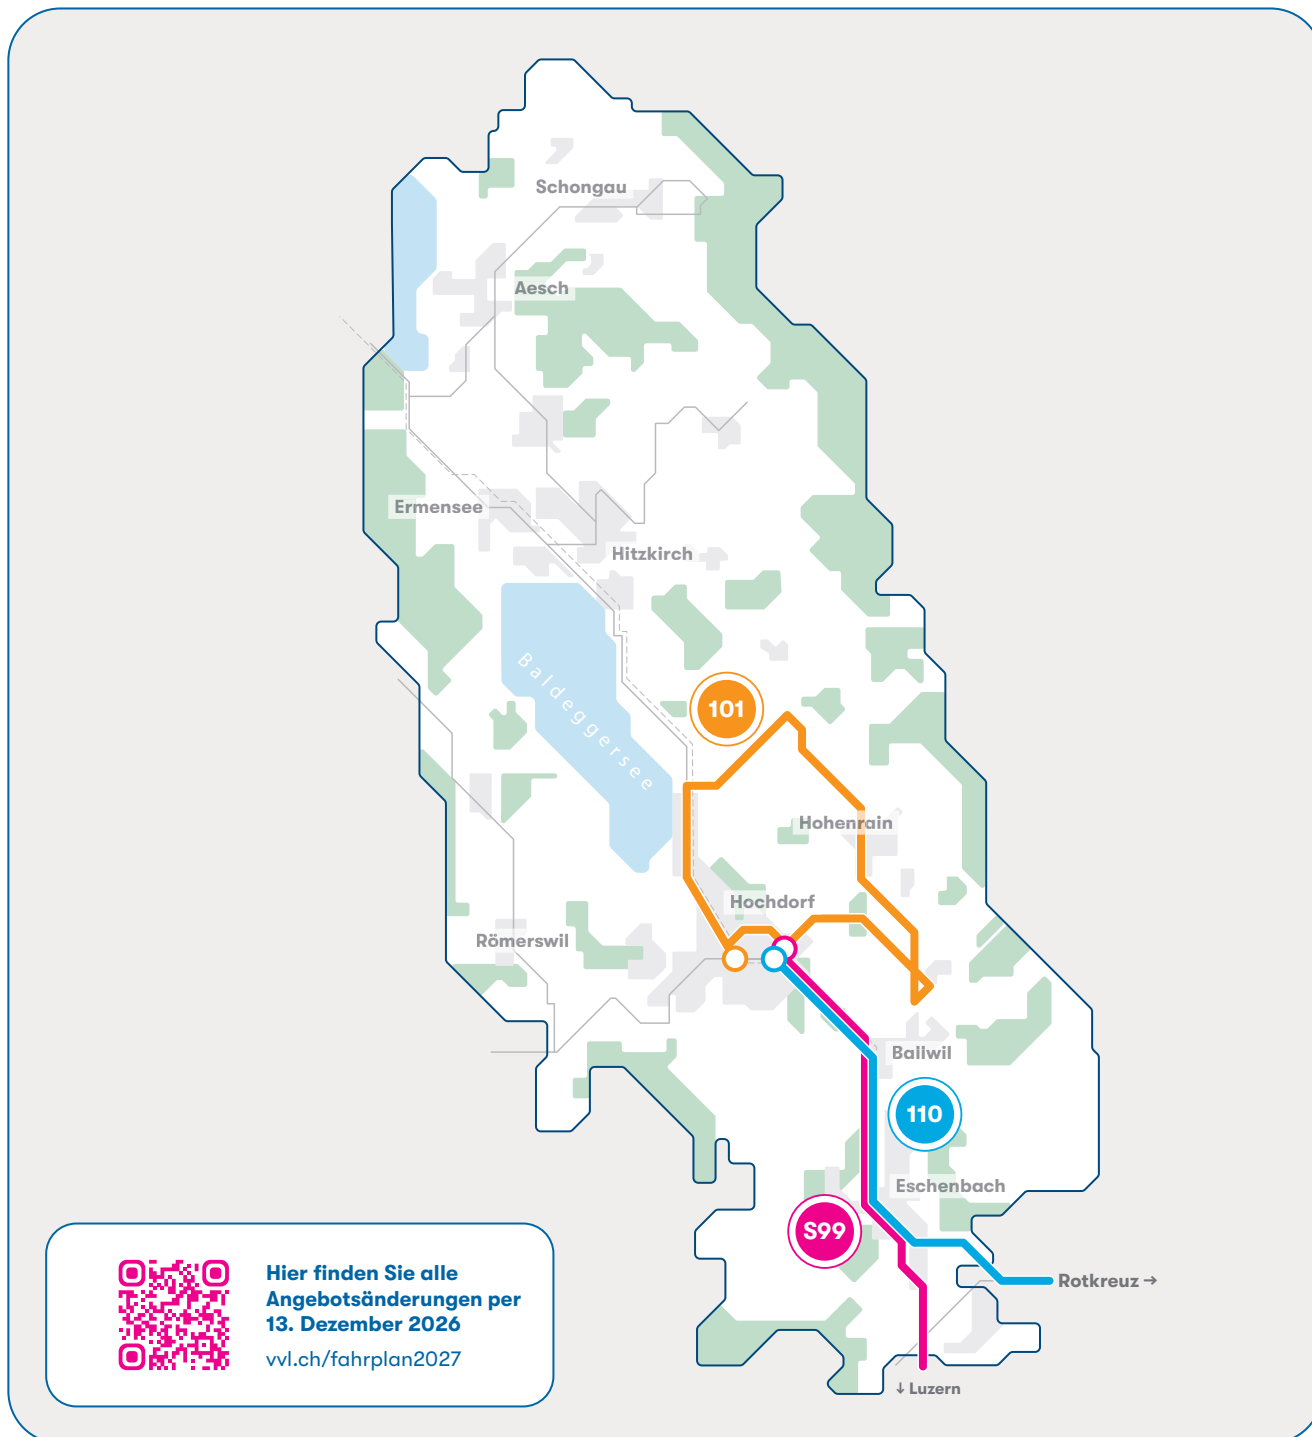 Schongau
Aesch
Ermensee
Hitzkirch
Baldeggersee
101
Hohenrain
Hochdorf
Römerswil
Ballwil
110
Eschenbach
S99
Rotkreuz →
↓ Luzern
Hier finden Sie alle
Angebotsänderungen per
13. Dezember 2026
vvl.ch/fahrplan2027